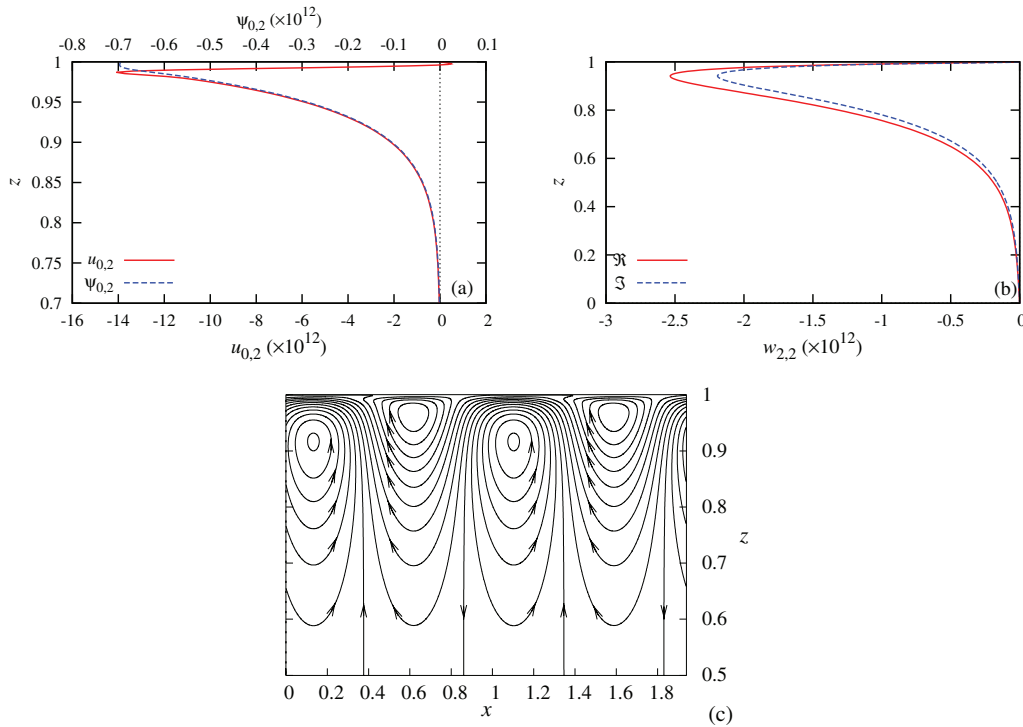 ψ0,2 (×10^12)
-0.8 -0.7 -0.6 -0.5 -0.4 -0.3 -0.2 -0.1 0 0.1
1
0.95
0.9
0.85
0.8
0.75
0.7
z
u0,2
ψ0,2
(a)
-16 -14 -12 -10 -8 -6 -4 -2 0 2
u0,2 (×10^12)
1
0.8
0.6
0.4
0.2
0
z
ℜ
ℑ
(b)
-3 -2.5 -2 -1.5 -1 -0.5 0
w2,2 (×10^12)
1
0.9
0.8
0.7
0.6
0.5
z
0 0.2 0.4 0.6 0.8 1 1.2 1.4 1.6 1.8
x
(c)